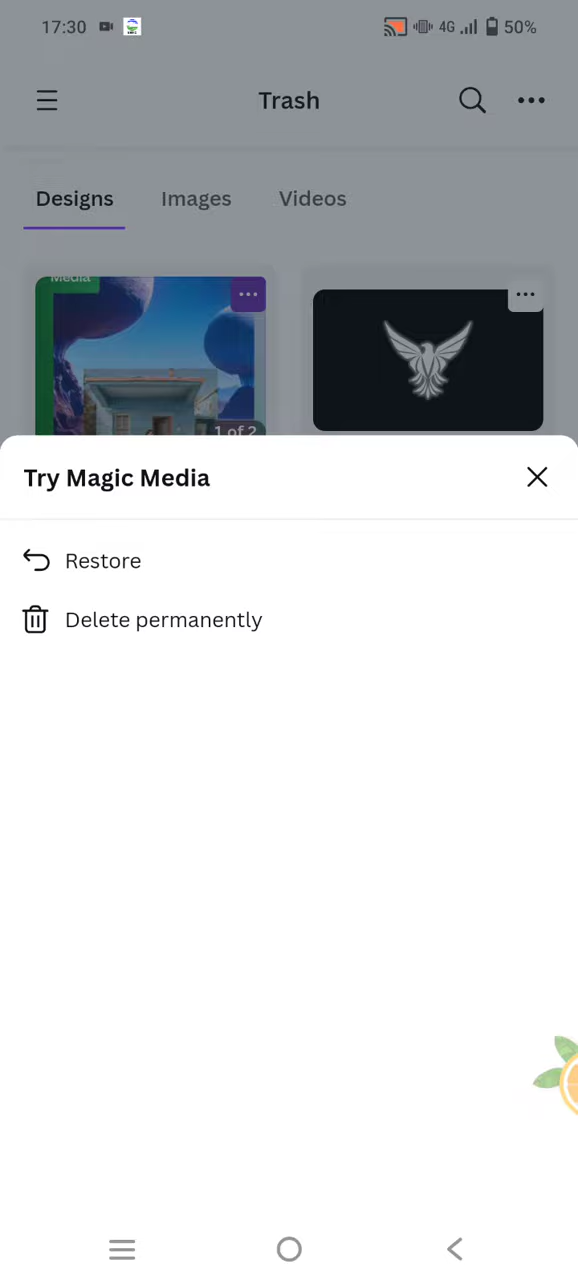 17:30
4G
50%
Trash
Designs
Images
Videos
Media
1 of 2
Try Magic Media
Restore
Delete permanently